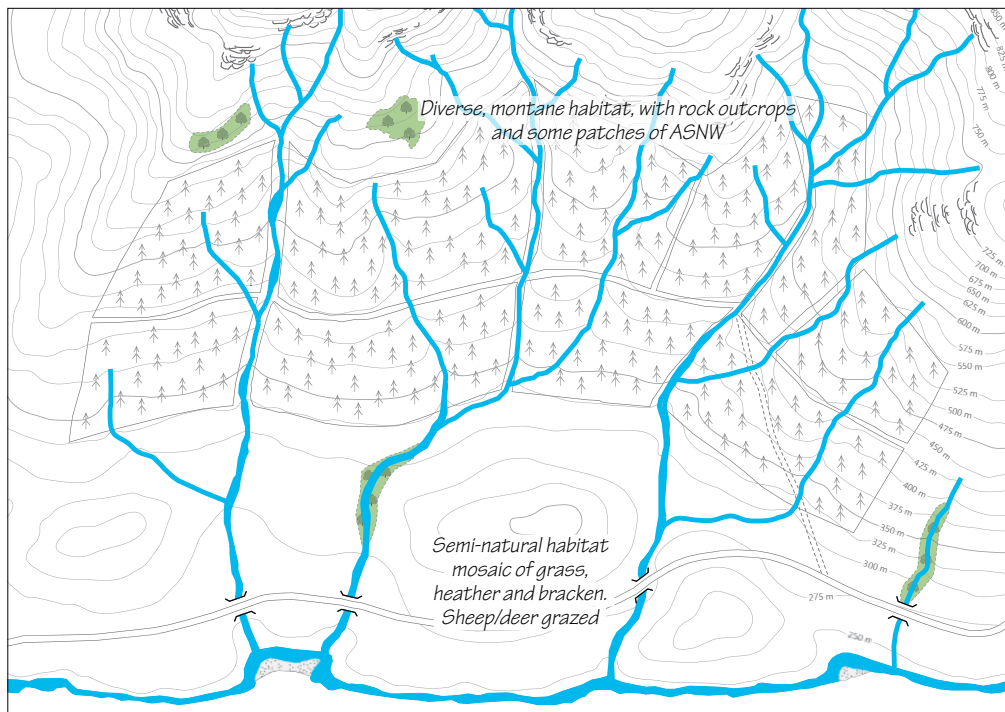 Diverse, montane habitat, with rock outcrops
and some patches of ASNW
650 m
825 m
800 m
775 m
750 m
725 m
700 m
675 m
650 m
625 m
600 m
575 m
550 m
525 m
500 m
475 m
450 m
425 m
400 m
375 m
350 m
325 m
300 m
275 m
250 m
Semi-natural habitat
mosaic of grass,
heather and bracken.
Sheep/deer grazed